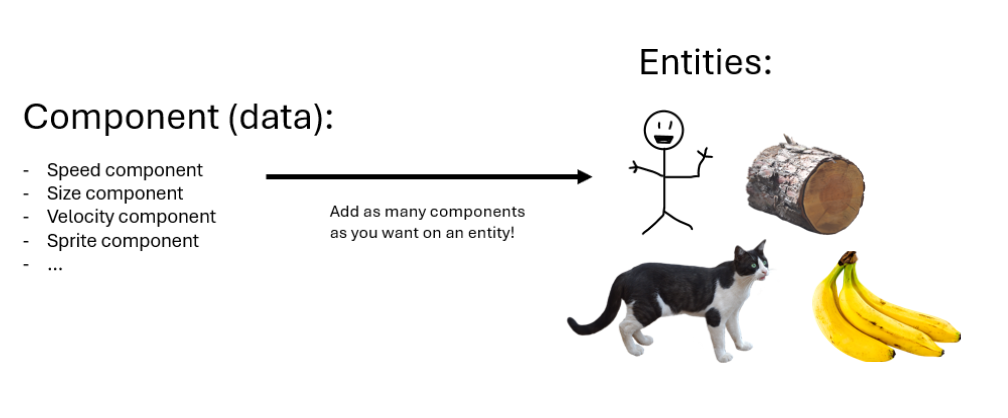 Entities:
Component (data):
- Speed component
- Size component
- Velocity component
- Sprite component
- ...
Add as many components
as you want on an entity!